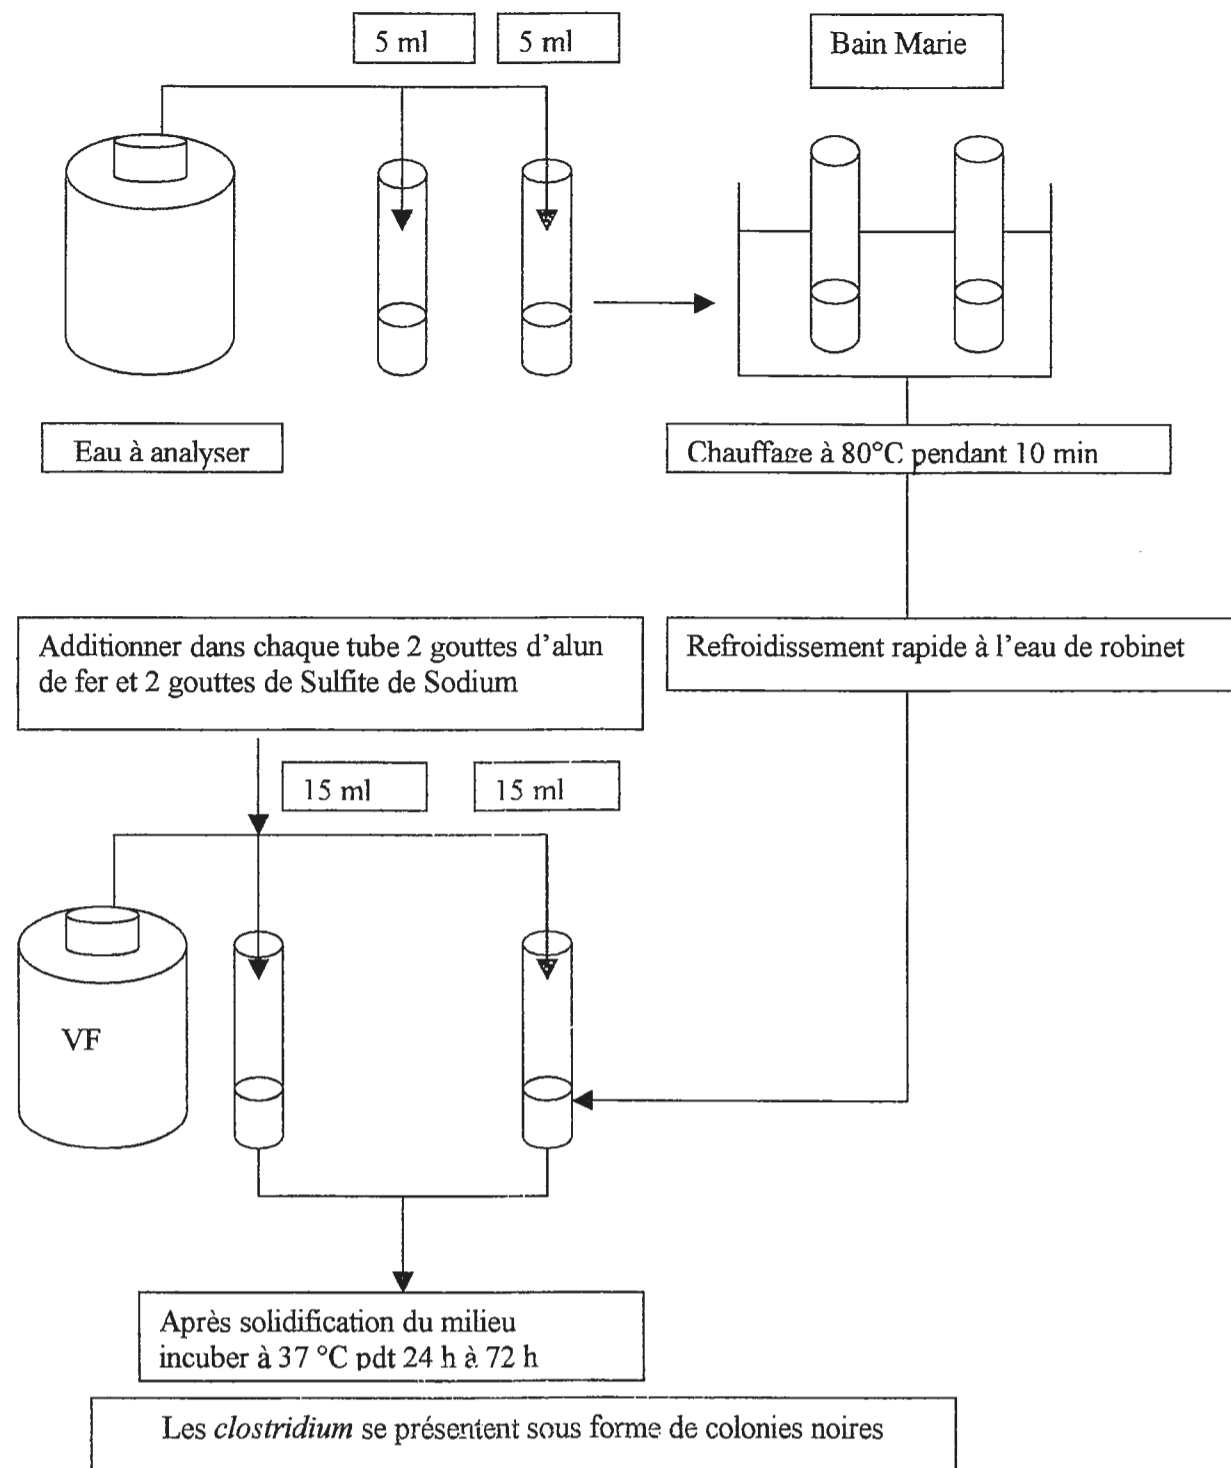 5 ml
5 ml
Bain Marie
Eau à analyser
Chauffage à 80°C pendant 10 min
Refroidissement rapide à l'eau de robinet
Additionner dans chaque tube 2 gouttes d'alun
de fer et 2 gouttes de Sulfite de Sodium
15 ml
15 ml
VF
Après solidification du milieu
incuber à 37 °C pdt 24 h à 72 h
Les clostridium se présentent sous forme de colonies noires